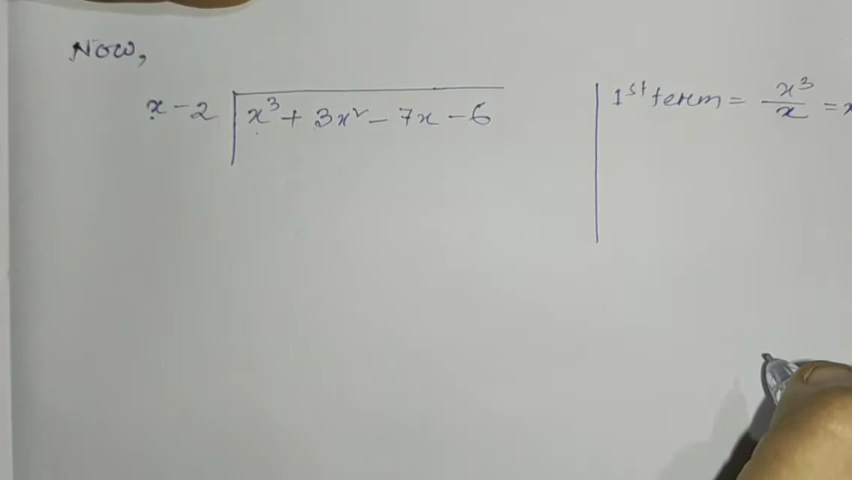 Now,
x - 2 | x³ + 3x² - 7x - 6
1st term = x³/x = x